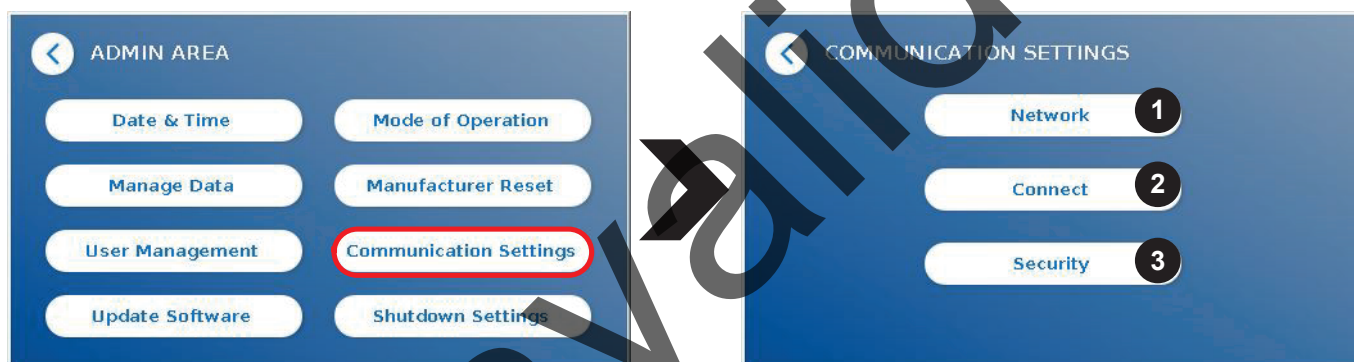 ADMIN AREA
Date & Time
Mode of Operation
Manage Data
Manufacturer Reset
User Management
Communication Settings
Update Software
Shutdown Settings
COMMUNICATION SETTINGS
Network 1
Connect 2
Security 3